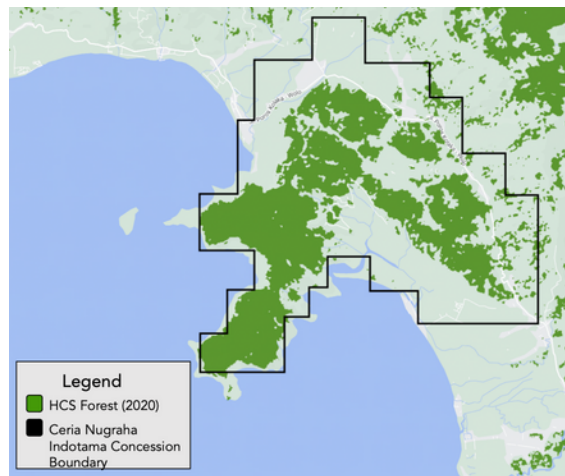 Legend
HCS Forest (2020)
Ceria Nugraha
Indotama Concession
Boundary